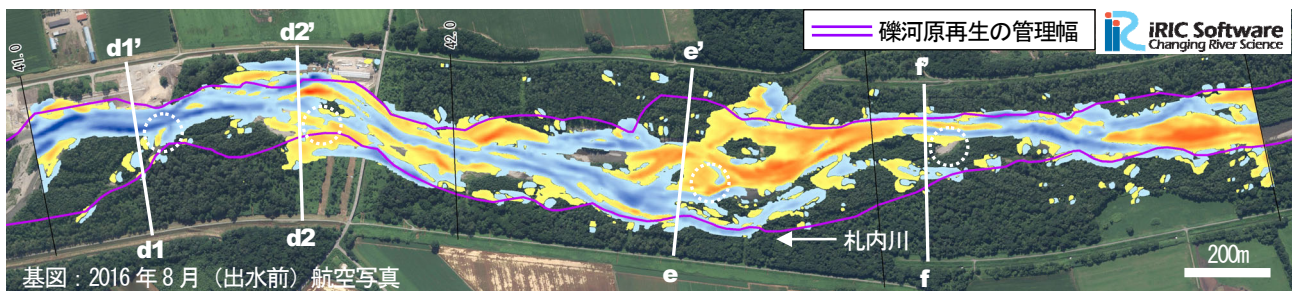 礫河原再生の管理幅
iRIC Software
Changing River Science
41.0
d1'
d2'
42.0
e'
f'
d1
d2
e
f
札内川
200m
基図：2016年8月（出水前）航空写真